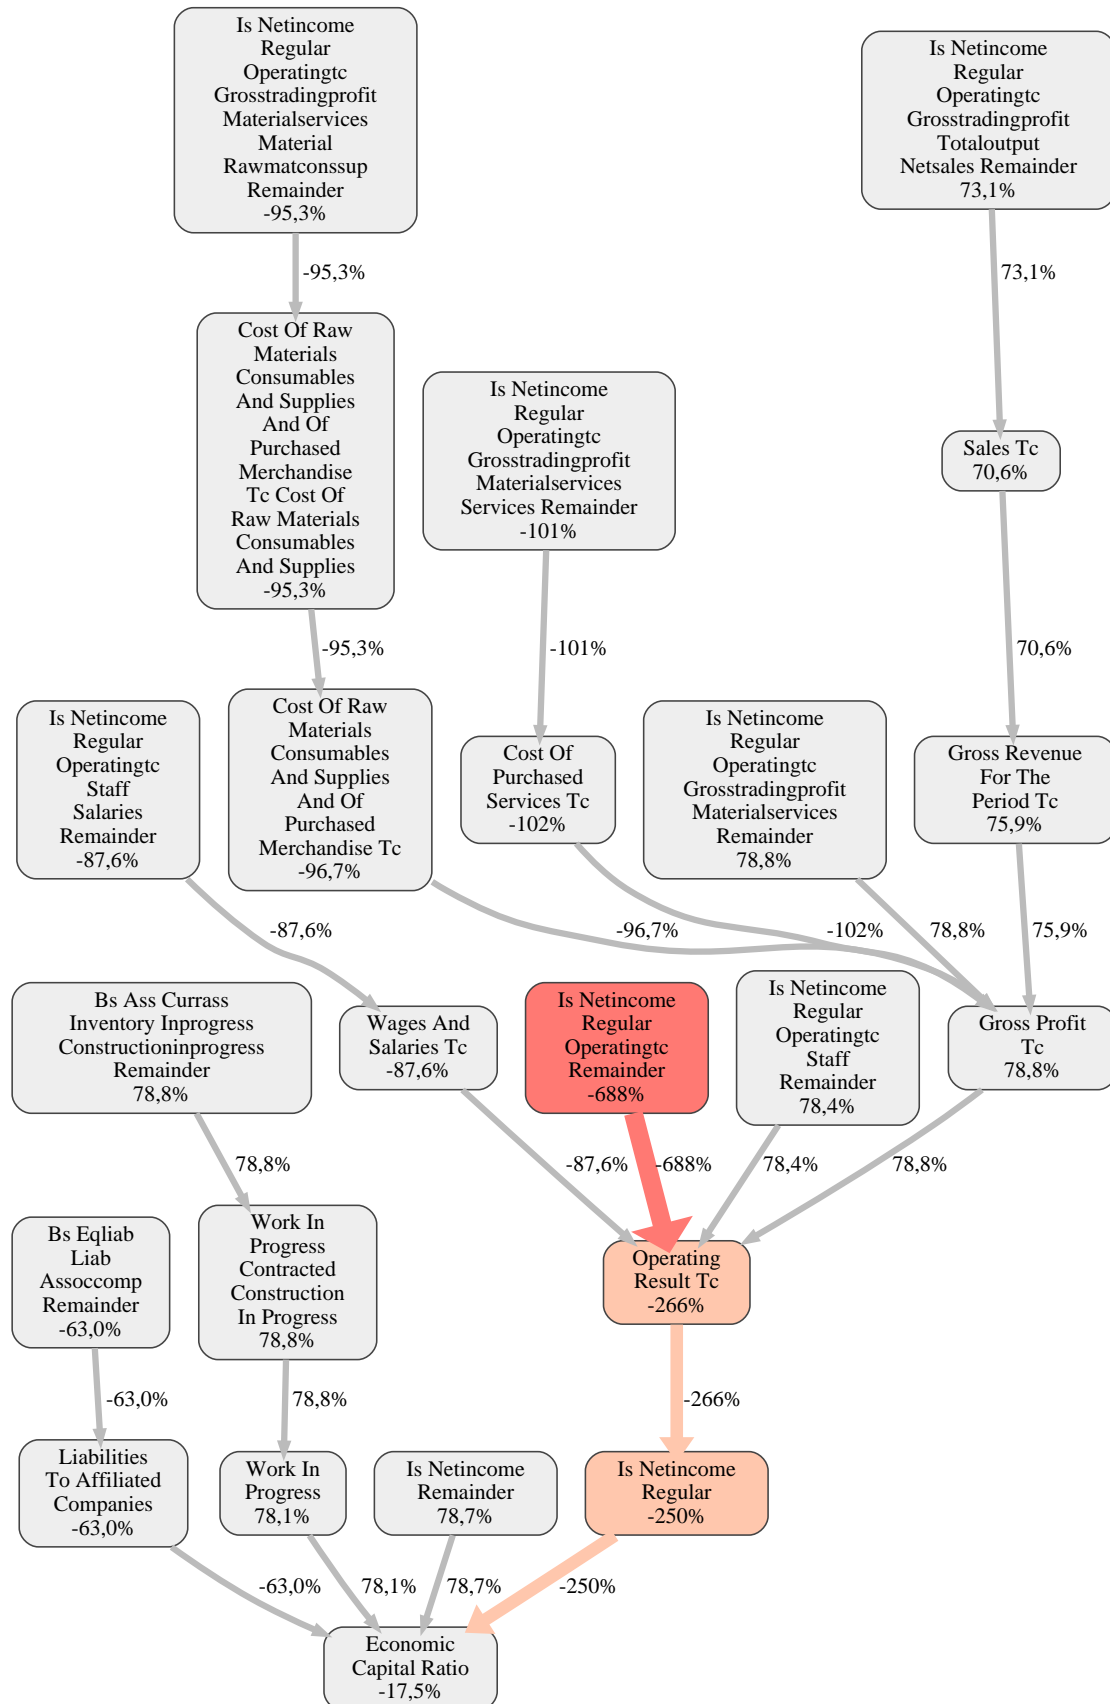 Is Netincome
Regular
Operatingtc
Grosstradingprofit
Materialservices
Material
Rawmatconssup
Remainder
-95,3%
Is Netincome
Regular
Operatingtc
Grosstradingprofit
Totaloutput
Netsales Remainder
73,1%
-95,3%
73,1%
Cost Of Raw
Materials
Consumables
And Supplies
And Of
Purchased
Merchandise
Tc Cost Of
Raw Materials
Consumables
And Supplies
-95,3%
Is Netincome
Regular
Operatingtc
Grosstradingprofit
Materialservices
Services Remainder
-101%
Sales Tc
70,6%
-95,3%
-101%
70,6%
Is Netincome
Regular
Operatingtc
Staff
Salaries
Remainder
-87,6%
Cost Of Raw
Materials
Consumables
And Supplies
And Of
Purchased
Merchandise Tc
-96,7%
Cost Of
Purchased
Services Tc
-102%
Is Netincome
Regular
Operatingtc
Grosstradingprofit
Materialservices
Remainder
78,8%
Gross Revenue
For The
Period Tc
75,9%
-87,6%
-96,7%
-102%
78,8%
75,9%
Bs Ass Currass
Inventory Inprogress
Constructioninprogress
Remainder
78,8%
Wages And
Salaries Tc
-87,6%
Is Netincome
Regular
Operatingtc
Remainder
-688%
Is Netincome
Regular
Operatingtc
Staff
Remainder
78,4%
Gross Profit
Tc
78,8%
78,8%
-87,6%
-688%
78,4%
78,8%
Bs Eqliab
Liab
Assoccomp
Remainder
-63,0%
Work In
Progress
Contracted
Construction
In Progress
78,8%
Operating
Result Tc
-266%
-63,0%
78,8%
-266%
Liabilities
To Affiliated
Companies
-63,0%
Work In
Progress
78,1%
Is Netincome
Remainder
78,7%
Is Netincome
Regular
-250%
-63,0%
78,1%
78,7%
-250%
Economic
Capital Ratio
-17,5%